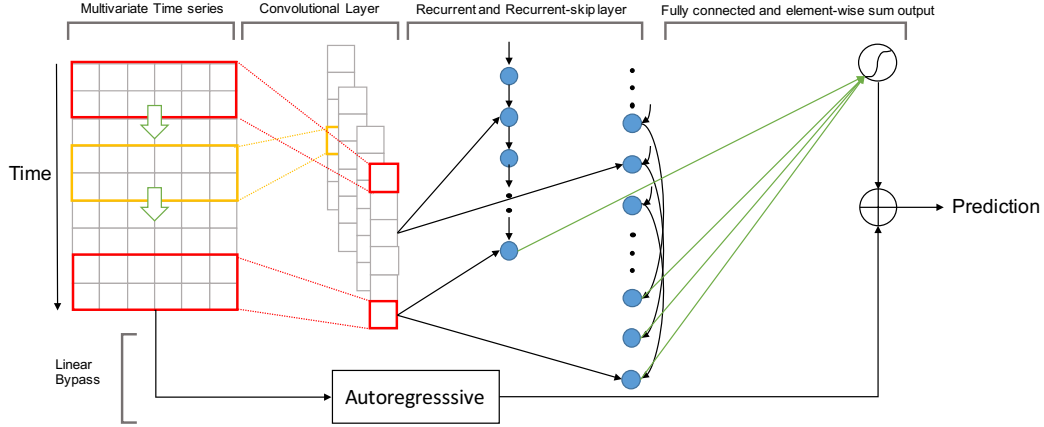 Multivariate Time series
Convolutional Layer
Recurrent and Recurrent-skip layer
Fully connected and element-wise sum output
Time
Prediction
Linear
Bypass
Autoregresssive